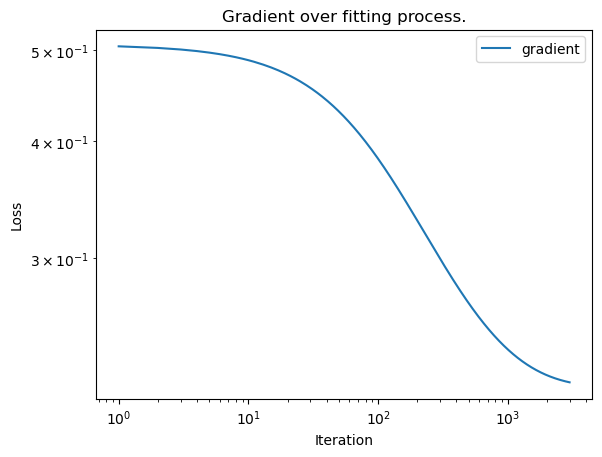 Gradient over fitting process.
gradient
Loss
5 × 10⁻¹
4 × 10⁻¹
3 × 10⁻¹
10⁰ 10¹ 10² 10³
Iteration